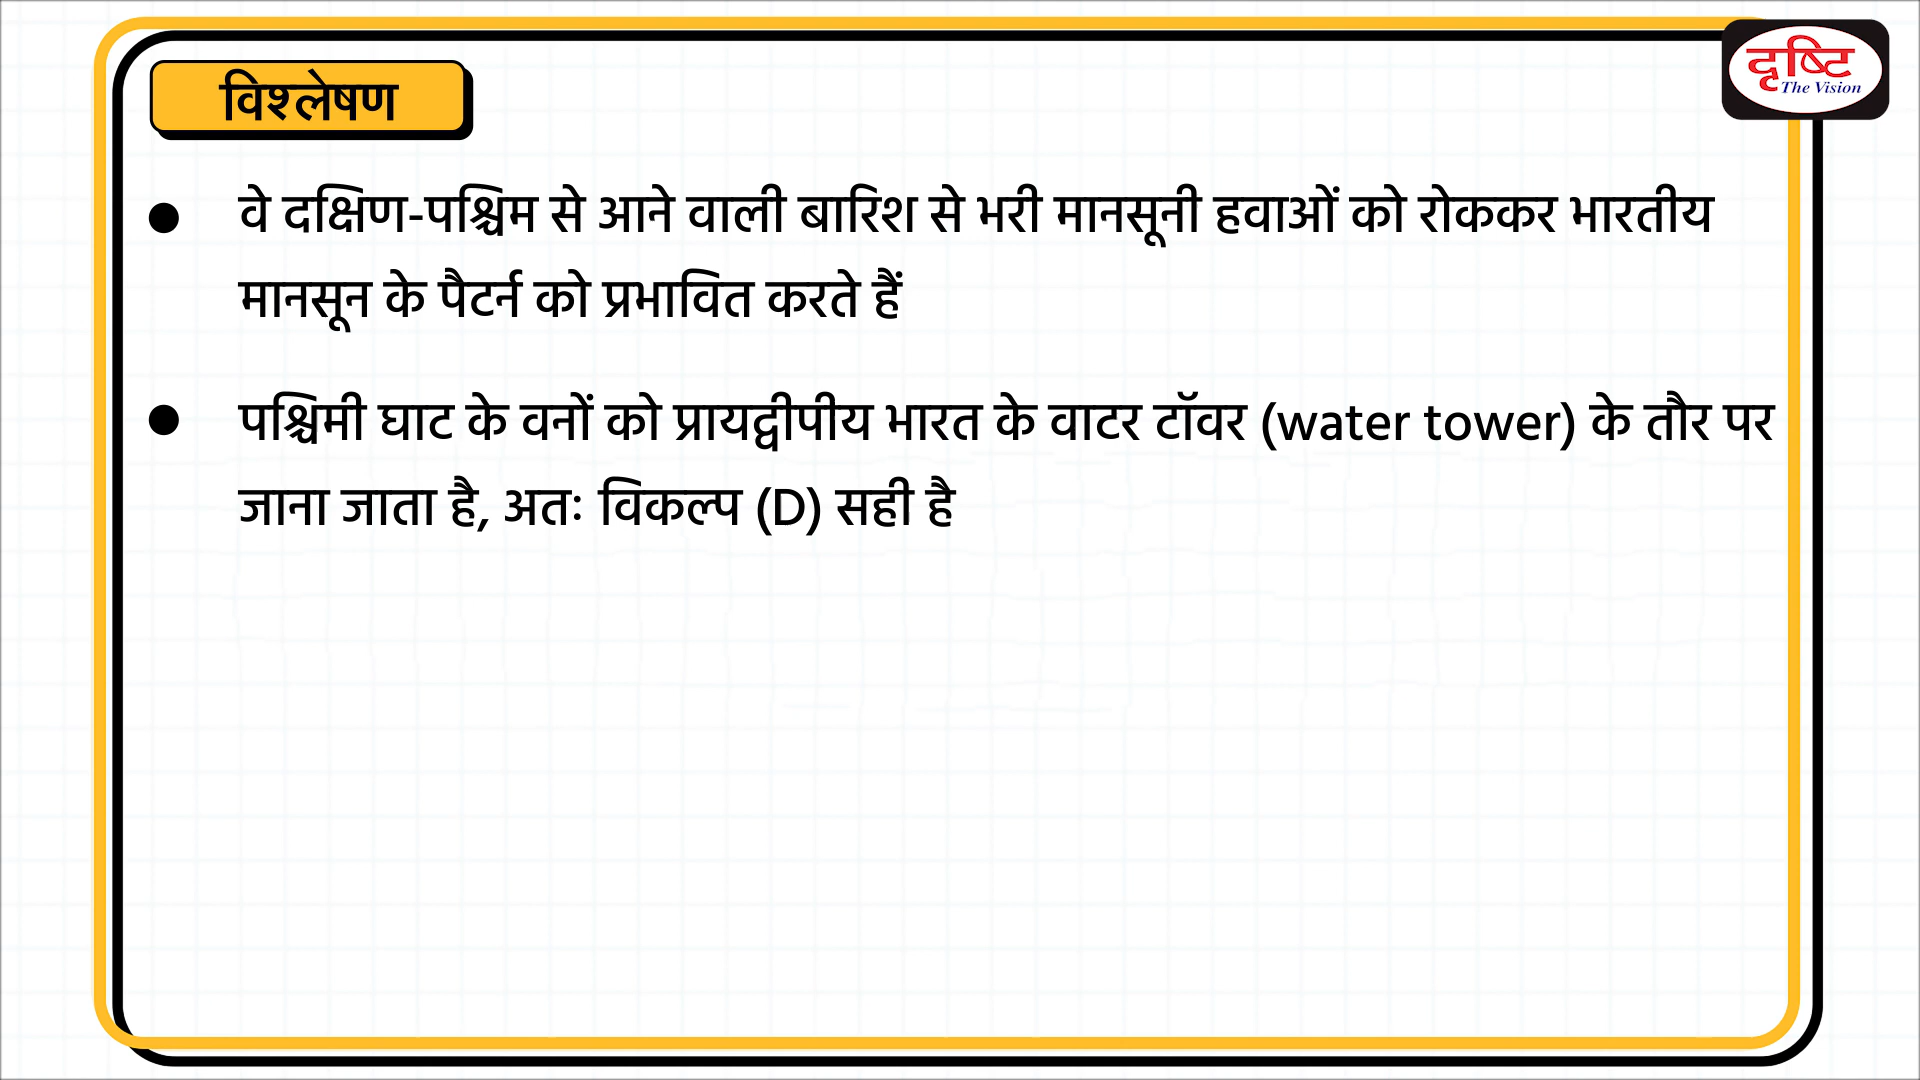 दृष्टि
The Vision
विश्लेषण
● वे दक्षिण-पश्चिम से आने वाली बारिश से भरी मानसूनी हवाओं को रोककर भारतीय
मानसून के पैटर्न को प्रभावित करते हैं
● पश्चिमी घाट के वनों को प्रायद्वीपीय भारत के वाटर टॉवर (water tower) के तौर पर
जाना जाता है, अतः विकल्प (D) सही है